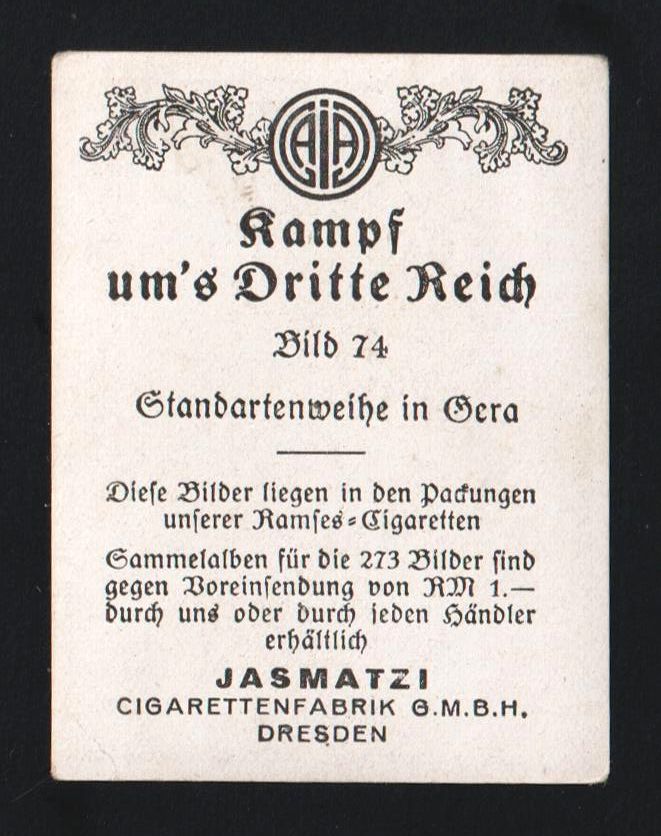 Kampf
um's Dritte Reich
Bild 74
Standartenweihe in Gera
Diese Bilder liegen in den Packungen
unserer Ramses-Cigaretten
Sammelalben für die 273 Bilder sind
gegen Voreinsendung von RM 1.—
durch uns oder durch jeden Händler
erhältlich
JASMATZI
CIGARETTENFABRIK G.M.B.H.
DRESDEN